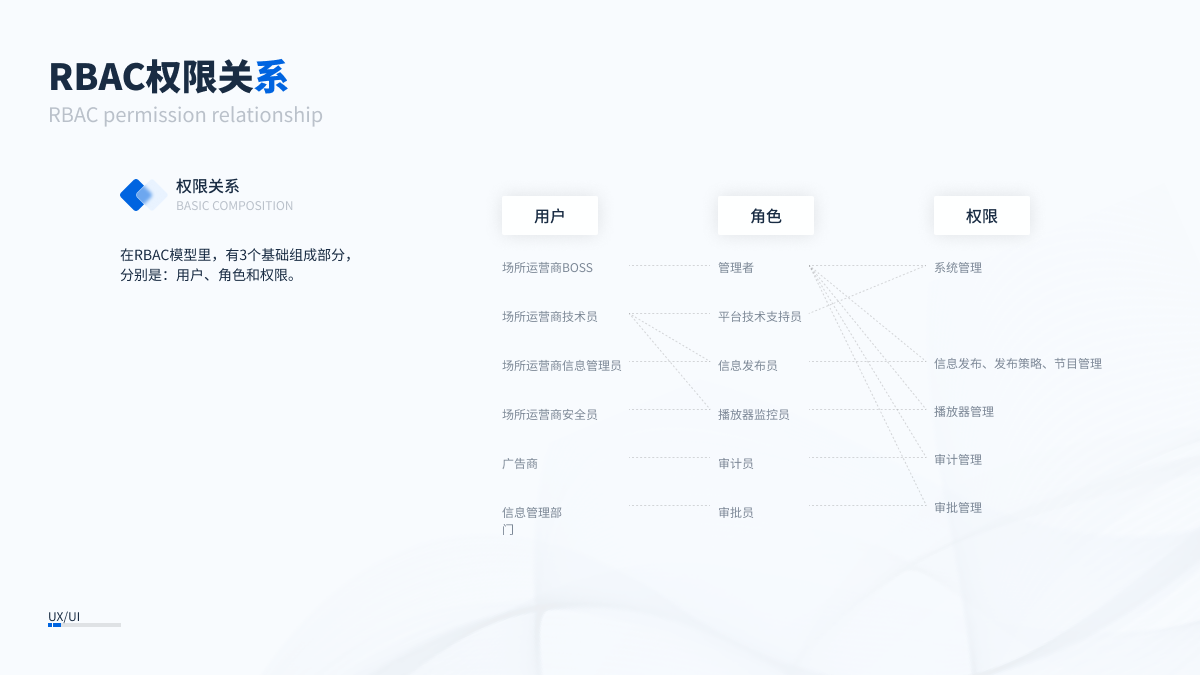 RBAC权限关系
RBAC permission relationship
权限关系
BASIC COMPOSITION
在RBAC模型里，有3个基础组成部分，
分别是：用户、角色和权限。
用户 角色 权限
场所运营商BOSS 管理者 系统管理
场所运营商技术员 平台技术支持员
场所运营商信息管理员 信息发布员 信息发布、发布策略、节目管理
场所运营商安全员 播放器监控员 播放器管理
广告商 审计员 审计管理
信息管理部 审批员 审批管理
门
UX/UI